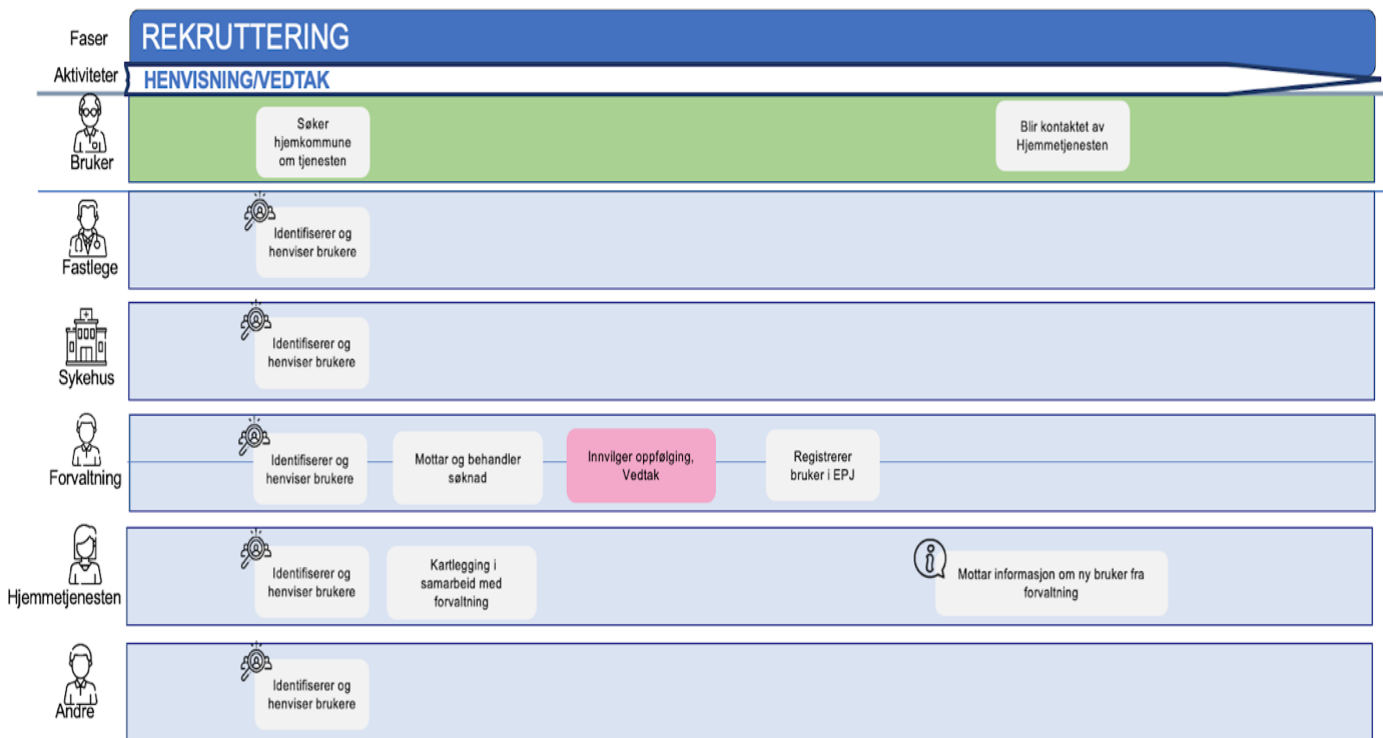 Faser
REKRUTTERING
Aktiviteter
HENVISNING/VEDTAK
Bruker
Søker
hjemkommune
om tjenesten
Blir kontaktet av
Hjemmetjenesten
Fastlege
Identifiserer og
henviser brukere
Sykehus
Identifiserer og
henviser brukere
Forvaltning
Identifiserer og
henviser brukere
Mottar og behandler
søknad
Innvilger oppfølging,
Vedtak
Registrerer
bruker i EPJ
Hjemmetjenesten
Identifiserer og
henviser brukere
Kartlegging i
samarbeid med
forvaltning
Mottar informasjon om ny bruker fra
forvaltning
Andre
Identifiserer og
henviser brukere